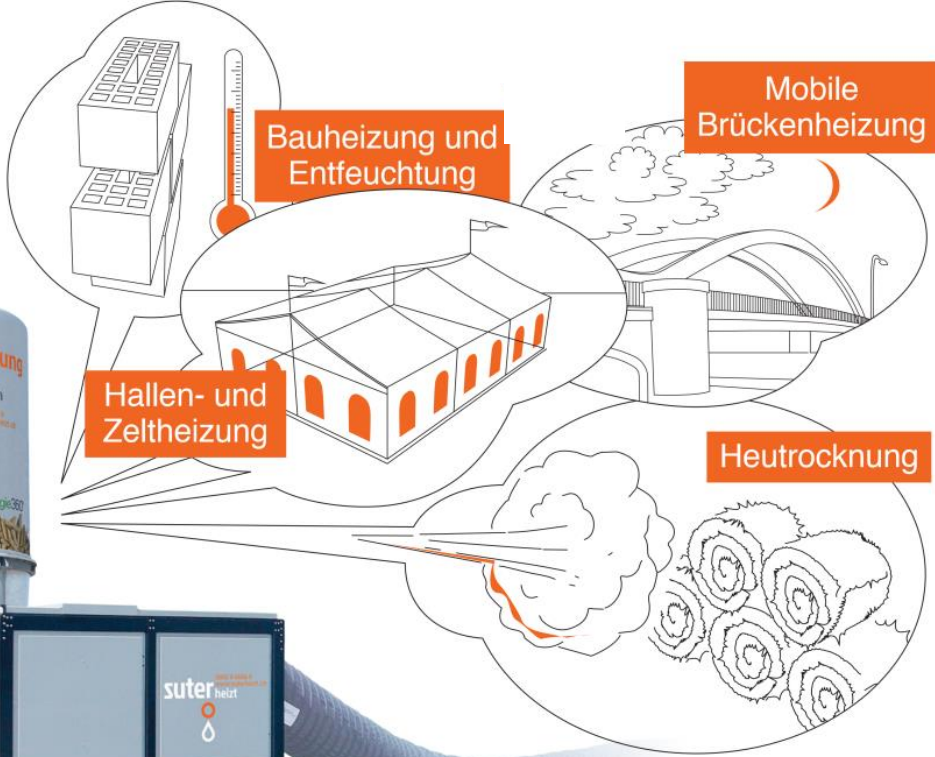 Mobile
Brückenheizung
Bauheizung und
Entfeuchtung
Hallen- und
Zeltheizung
Heutrocknung
suter
heizt